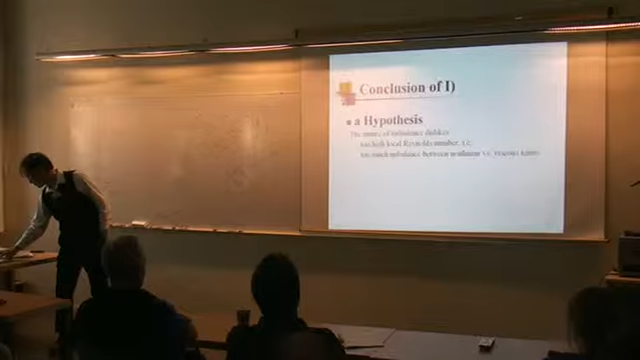 Conclusion of I)
a Hypothesis
The nature of turbulence dislikes
too high local Reynolds number, i.e.
too much imbalance between nonlinear v.s. viscous terms